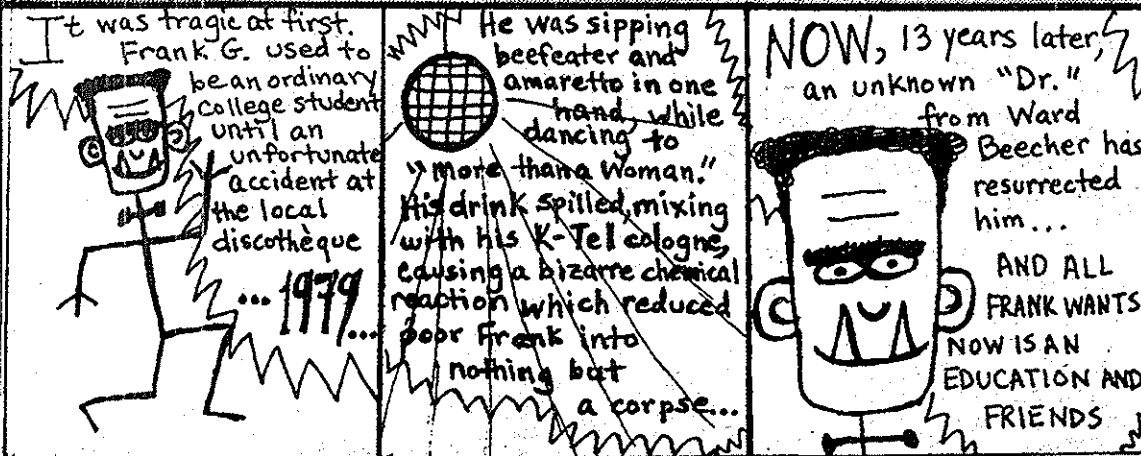 It was tragic at first.
Frank G. used to
be an ordinary
college student
until an
unfortunate
accident at
the local
discothèque
...1979...
He was sipping
beefeater and
amaretto in one
hand, while
dancing to
"more than a Woman."
His drink spilled, mixing
with his K-Tel cologne,
causing a bizarre chemical
reaction which reduced
poor Frank into
nothing but
a corpse...
NOW, 13 years later,
an unknown "Dr."
from Ward
Beecher has
resurrected
him...
AND ALL
FRANK WANTS
NOW IS AN
EDUCATION AND
FRIENDS